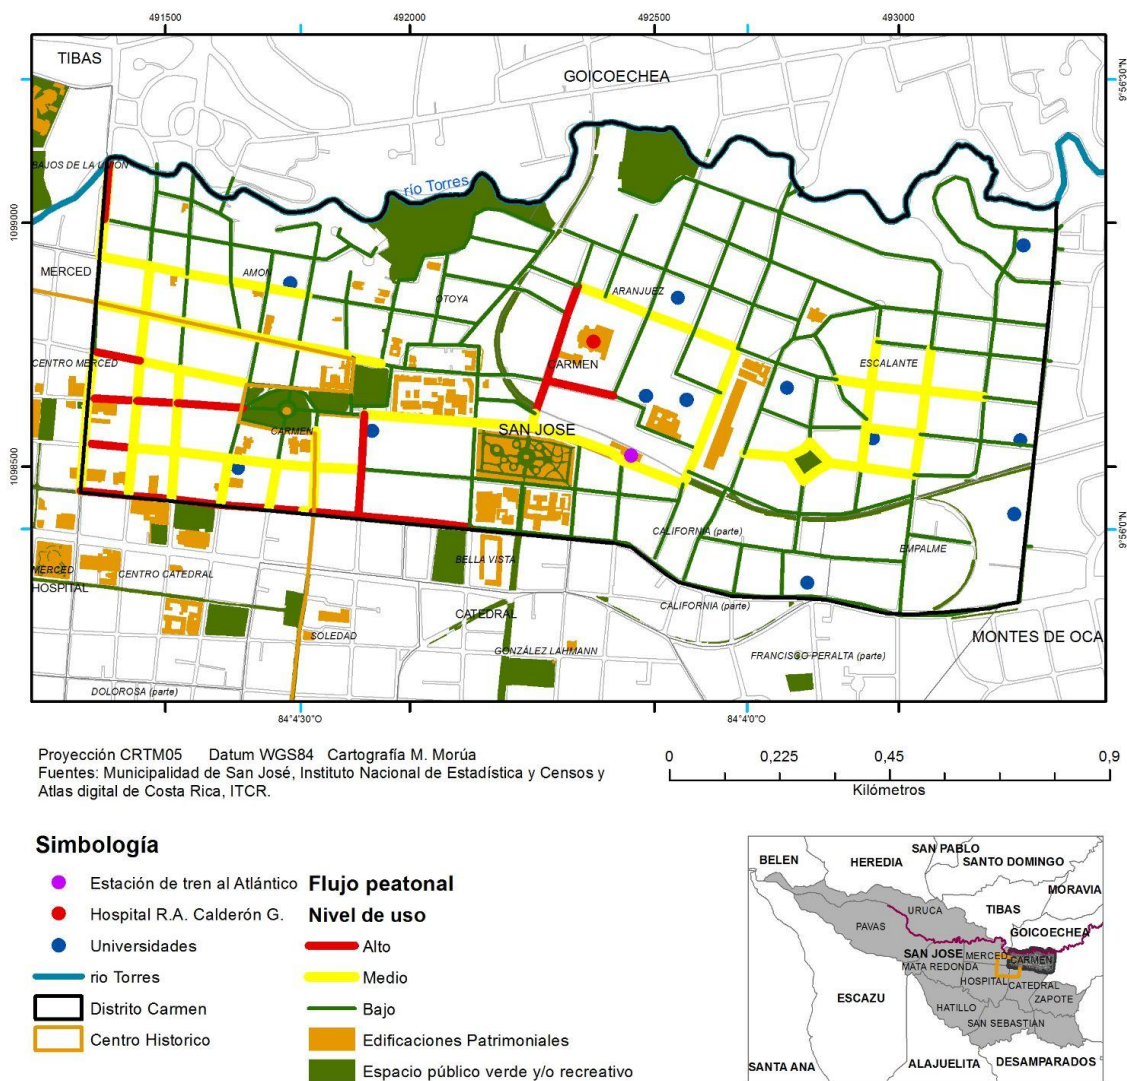 491500 492000 492500 493000
TIBAS
GOICOECHEA
9°56'30"N
BAJOS DE LA UNIÓN
río Torres
1099000
MERCED
AMON
OTOYA
ARANJUEZ
CENTRO MERCED
CARMEN
ESCALANTE
CARMEN
SAN JOSE
1098500
CALIFORNIA (parte)
9°56'0"N
EMPALME
BELLA VISTA
MERCED
CENTRO CATEDRAL
HOSPITAL
CALIFORNIA (parte)
CATEDRAL
SOLEDAD
MONTES DE OCA
GONZÁLEZ LAHMANN
FRANCISCO PERALTA (parte)
DOLOROSA (parte)
84°4'30"O 84°4'0"O
Proyección CRTM05 Datum WGS84 Cartografía M. Morúa
Fuentes: Municipalidad de San José, Instituto Nacional de Estadística y Censos y
Atlas digital de Costa Rica, ITCR.
0 0,225 0,45 0,9
Kilómetros
Simbología
Estación de tren al Atlántico
Hospital R.A. Calderón G.
Universidades
rio Torres
Distrito Carmen
Centro Historico
Flujo peatonal
Nivel de uso
Alto
Medio
Bajo
Edificaciones Patrimoniales
Espacio público verde y/o recreativo
BELEN
HEREDIA
SAN PABLO
SANTO DOMINGO
MORAVIA
TIBAS
URUCA
GOICOECHEA
PAVAS
SAN JOSE
MERCED
CARMEN
MATA REDONDA
HOSPITAL
CATEDRAL
ESCAZU
ZAPOTE
HATILLO
SAN SEBASTIAN
SANTA ANA
ALAJUELITA
DESAMPARADOS